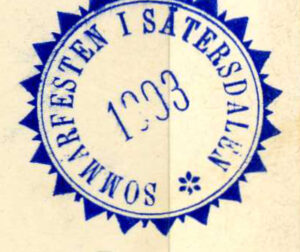 SOMMARFESTEN I SÄTERSDALEN
1903